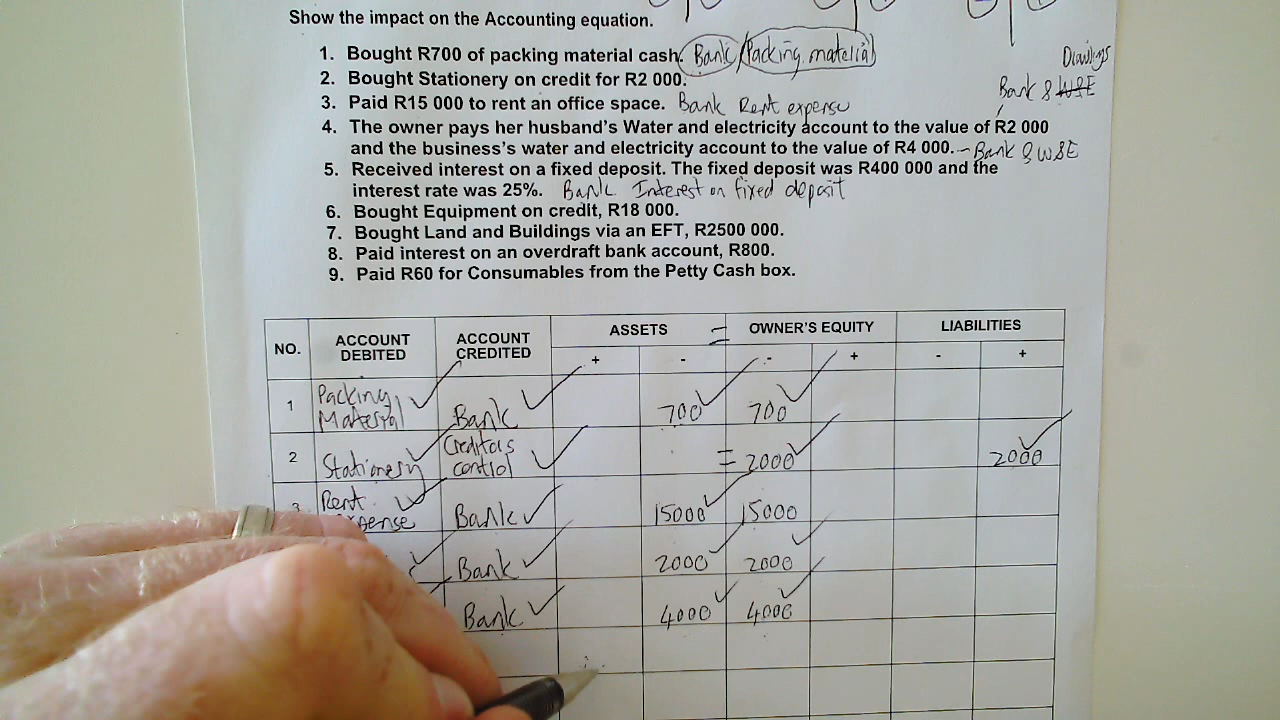 Show the impact on the Accounting equation.
1. Bought R700 of packing material cash. Bank Packing material
2. Bought Stationery on credit for R2 000.
3. Paid R15 000 to rent an office space. Bank Rent expense
Drawings
Bank & W&E
4. The owner pays her husband's Water and electricity account to the value of R2 000
and the business's water and electricity account to the value of R4 000. - Bank & W&E
5. Received interest on a fixed deposit. The fixed deposit was R400 000 and the
interest rate was 25%. Bank Interest on fixed deposit
6. Bought Equipment on credit, R18 000.
7. Bought Land and Buildings via an EFT, R2500 000.
8. Paid interest on an overdraft bank account, R800.
9. Paid R60 for Consumables from the Petty Cash box.
NO. ACCOUNT DEBITED ACCOUNT CREDITED ASSETS = OWNER'S EQUITY LIABILITIES
+ - - + - +
1 Packing Material Bank 700 700
2 Stationery Creditors control = 2000 2000
3 Rent expense Bank 15000 15000
Bank 2000 2000
Bank 4000 4000